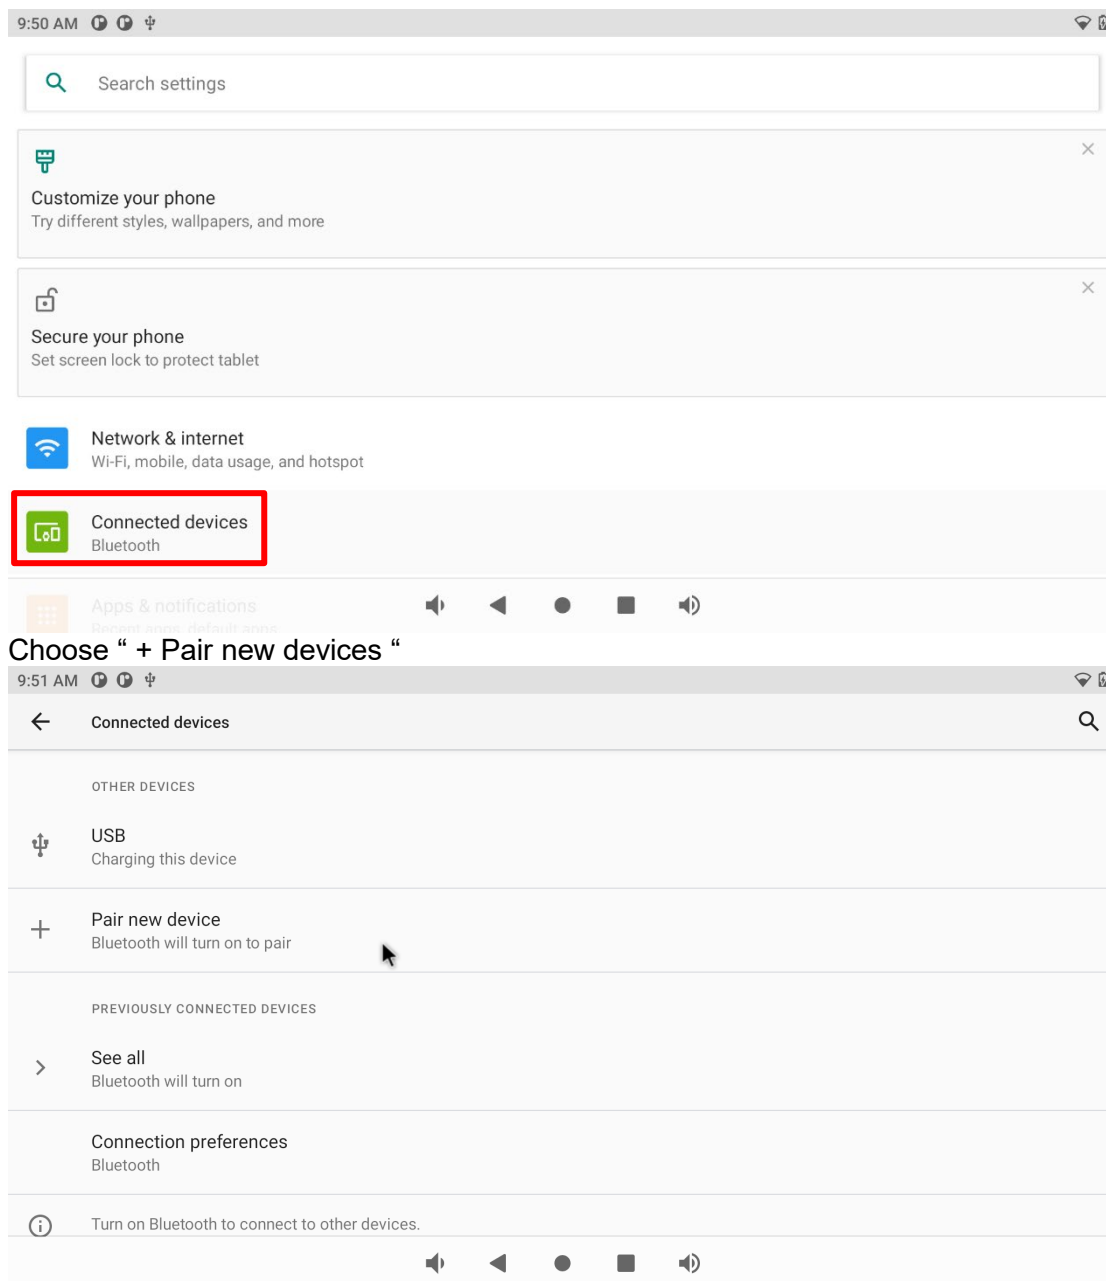 9:50 AM
Search settings
Customize your phone
Try different styles, wallpapers, and more
Secure your phone
Set screen lock to protect tablet
Network & internet
Wi-Fi, mobile, data usage, and hotspot
Connected devices
Bluetooth
Apps & notifications
Recent apps, default apps
Choose “ + Pair new devices “
9:51 AM
Connected devices
OTHER DEVICES
USB
Charging this device
Pair new device
Bluetooth will turn on to pair
PREVIOUSLY CONNECTED DEVICES
See all
Bluetooth will turn on
Connection preferences
Bluetooth
Turn on Bluetooth to connect to other devices.